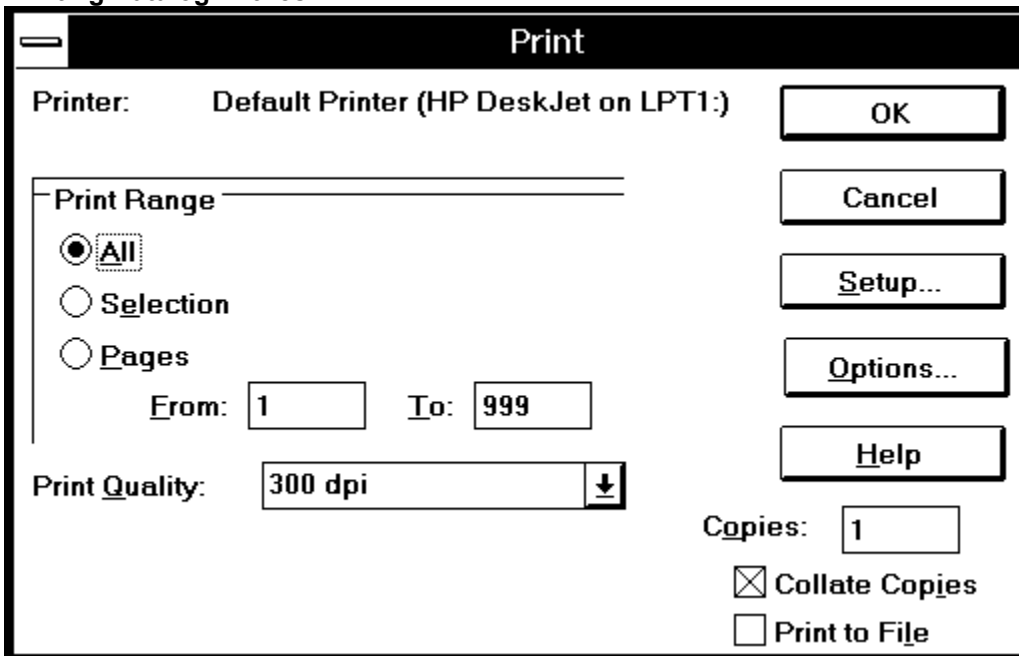 Print
Printer: Default Printer (HP DeskJet on LPT1:)
OK
Print Range
Cancel
All
Setup...
Selection
Pages
Options...
From: 1 To: 999
Help
Print Quality: 300 dpi
Copies: 1
Collate Copies
Print to File